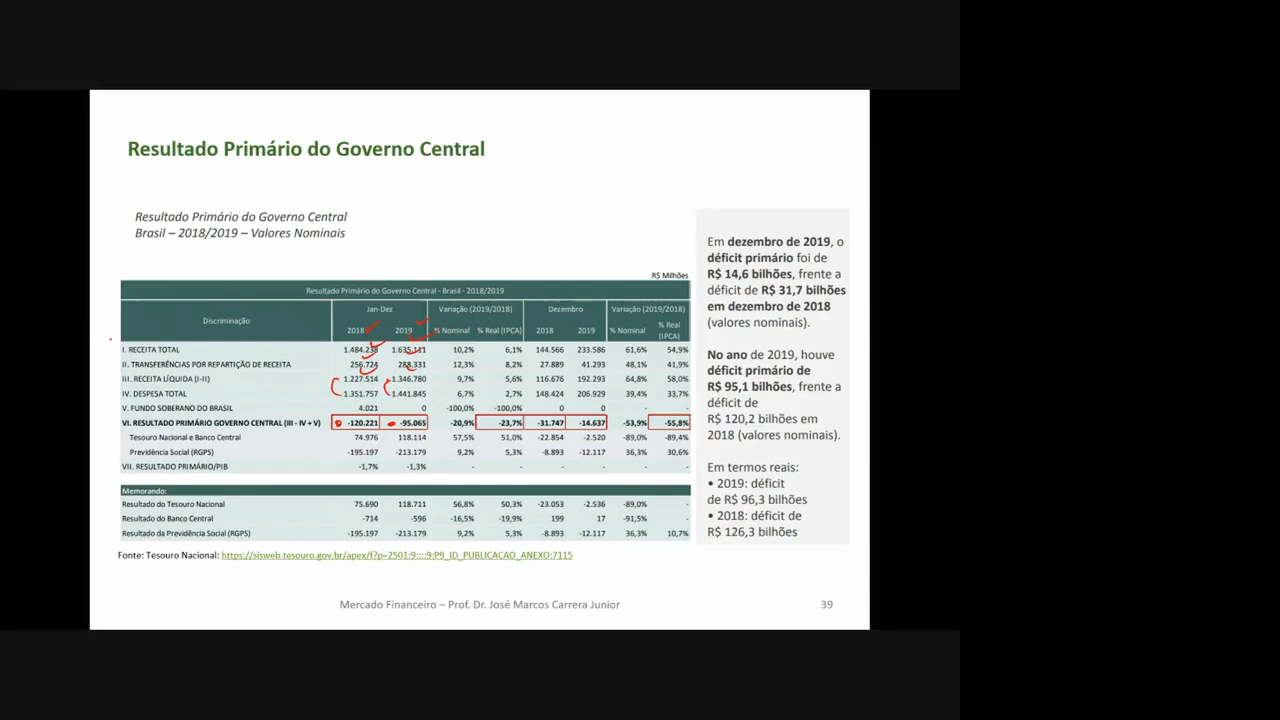 Resultado Primário do Governo Central
Resultado Primário do Governo Central
Brasil – 2018/2019 – Valores Nominais
R$ Milhões
Resultado Primário do Governo Central - Brasil - 2018/2019
Discriminação Jan-Dez Variação (2019/2018) Dezembro Variação (2019/2018)
2018 2019 % Nominal % Real (IPCA) 2018 2019 % Nominal % Real (IPCA)
I. RECEITA TOTAL 1.484.238 1.635.111 10,2% 6,1% 144.566 233.586 61,6% 54,9%
II. TRANSFERÊNCIAS POR REPARTIÇÃO DE RECEITA 256.724 288.331 12,3% 8,2% 27.889 41.293 48,1% 41,9%
III. RECEITA LÍQUIDA (I-II) 1.227.514 1.346.780 9,7% 5,6% 116.676 192.293 64,8% 58,0%
IV. DESPESA TOTAL 1.351.757 1.441.845 6,7% 2,7% 148.424 206.929 39,4% 33,7%
V. FUNDO SOBERANO DO BRASIL 4.021 0 -100,0% -100,0% 0 0 - -
VI. RESULTADO PRIMÁRIO GOVERNO CENTRAL (III - IV + V) -120.221 -95.065 -20,9% -23,7% -31.747 -14.637 -53,9% -55,8%
Tesouro Nacional e Banco Central 74.976 118.114 57,5% 51,0% -22.854 -2.520 -89,0% -89,4%
Previdência Social (RGPS) -195.197 -213.179 9,2% 5,3% -8.893 -12.117 36,3% 30,6%
VII. RESULTADO PRIMÁRIO/PIB -1,7% -1,3% - - - - - -
Memorando:
Resultado do Tesouro Nacional 75.690 118.711 56,8% 50,3% -23.053 -2.536 -89,0% -
Resultado do Banco Central -714 -596 -16,5% -19,9% 199 17 -91,5% -
Resultado da Previdência Social (RGPS) -195.197 -213.179 9,2% 5,3% -8.893 -12.117 36,3% 10,7%
Fonte: Tesouro Nacional: https://sisweb.tesouro.gov.br/apex/f?p=2501:9::::9:P9_ID_PUBLICACAO_ANEXO:7115
Em dezembro de 2019, o
déficit primário foi de
R$ 14,6 bilhões, frente a
déficit de R$ 31,7 bilhões
em dezembro de 2018
(valores nominais).
No ano de 2019, houve
déficit primário de
R$ 95,1 bilhões, frente a
déficit de
R$ 120,2 bilhões em
2018 (valores nominais).
Em termos reais:
• 2019: déficit
de R$ 96,3 bilhões
• 2018: déficit de
R$ 126,3 bilhões
Mercado Financeiro – Prof. Dr. José Marcos Carrera Junior
39